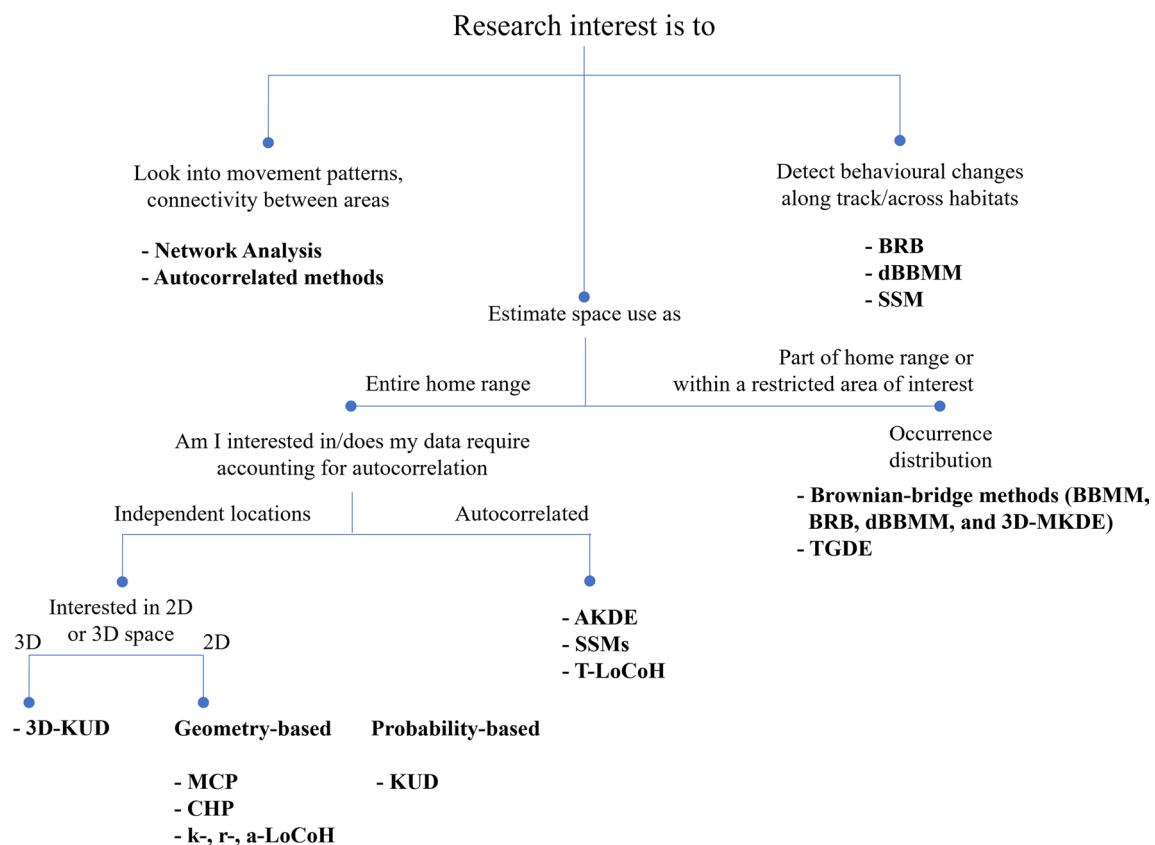 Research interest is to
Look into movement patterns,
connectivity between areas
- Network Analysis
- Autocorrelated methods
Detect behavioural changes
along track/across habitats
- BRB
- dBBMM
- SSM
Estimate space use as
Entire home range
Part of home range or
within a restricted area of interest
Am I interested in/does my data require
accounting for autocorrelation
Occurrence
distribution
- Brownian-bridge methods (BBMM,
BRB, dBBMM, and 3D-MKDE)
- TGDE
Independent locations
Autocorrelated
Interested in 2D
or 3D space
3D
2D
- AKDE
- SSMs
- T-LoCoH
- 3D-KUD
Geometry-based
- MCP
- CHP
- k-, r-, a-LoCoH
Probability-based
- KUD